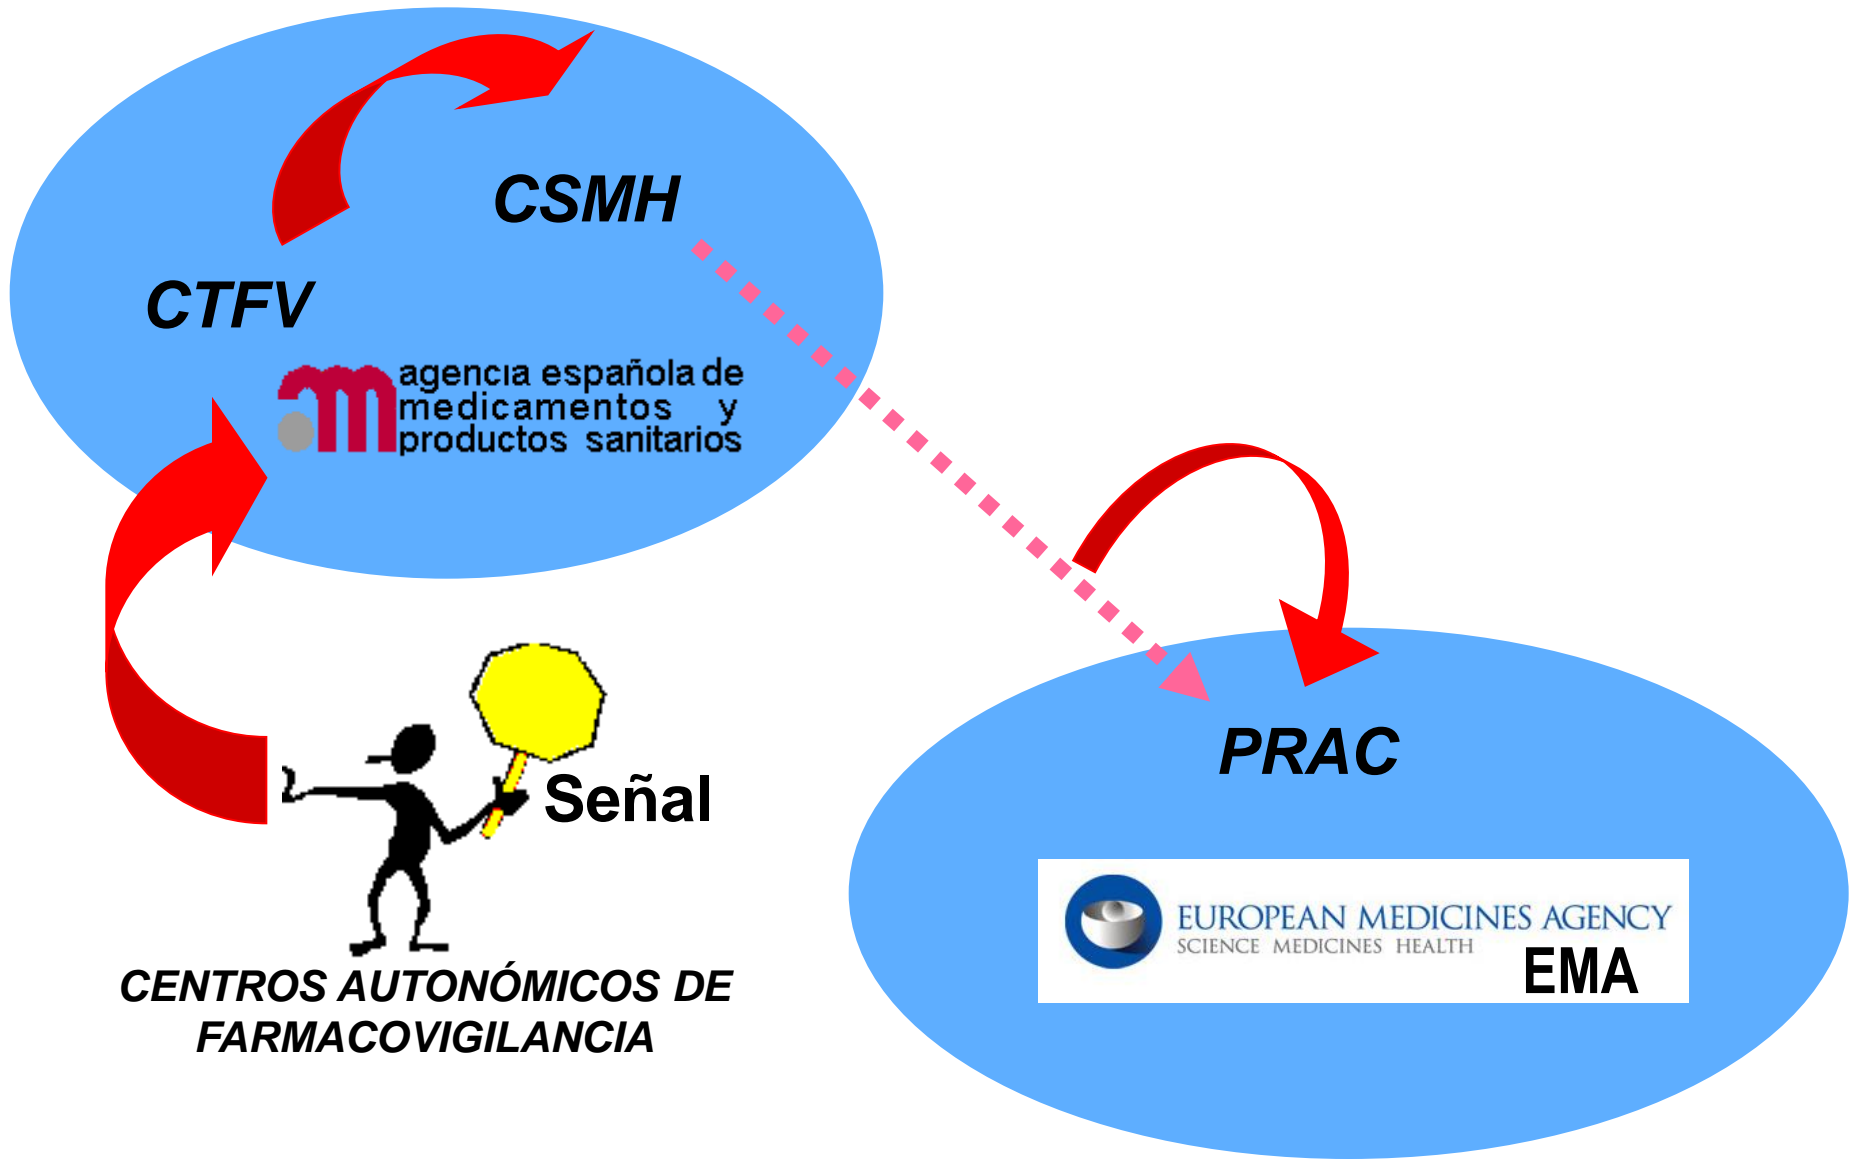 CSMH
CTFV
agencia española de
medicamentos y
productos sanitarios
Señal
CENTROS AUTONÓMICOS DE
FARMACOVIGILANCIA
PRAC
EUROPEAN MEDICINES AGENCY
SCIENCE MEDICINES HEALTH
EMA